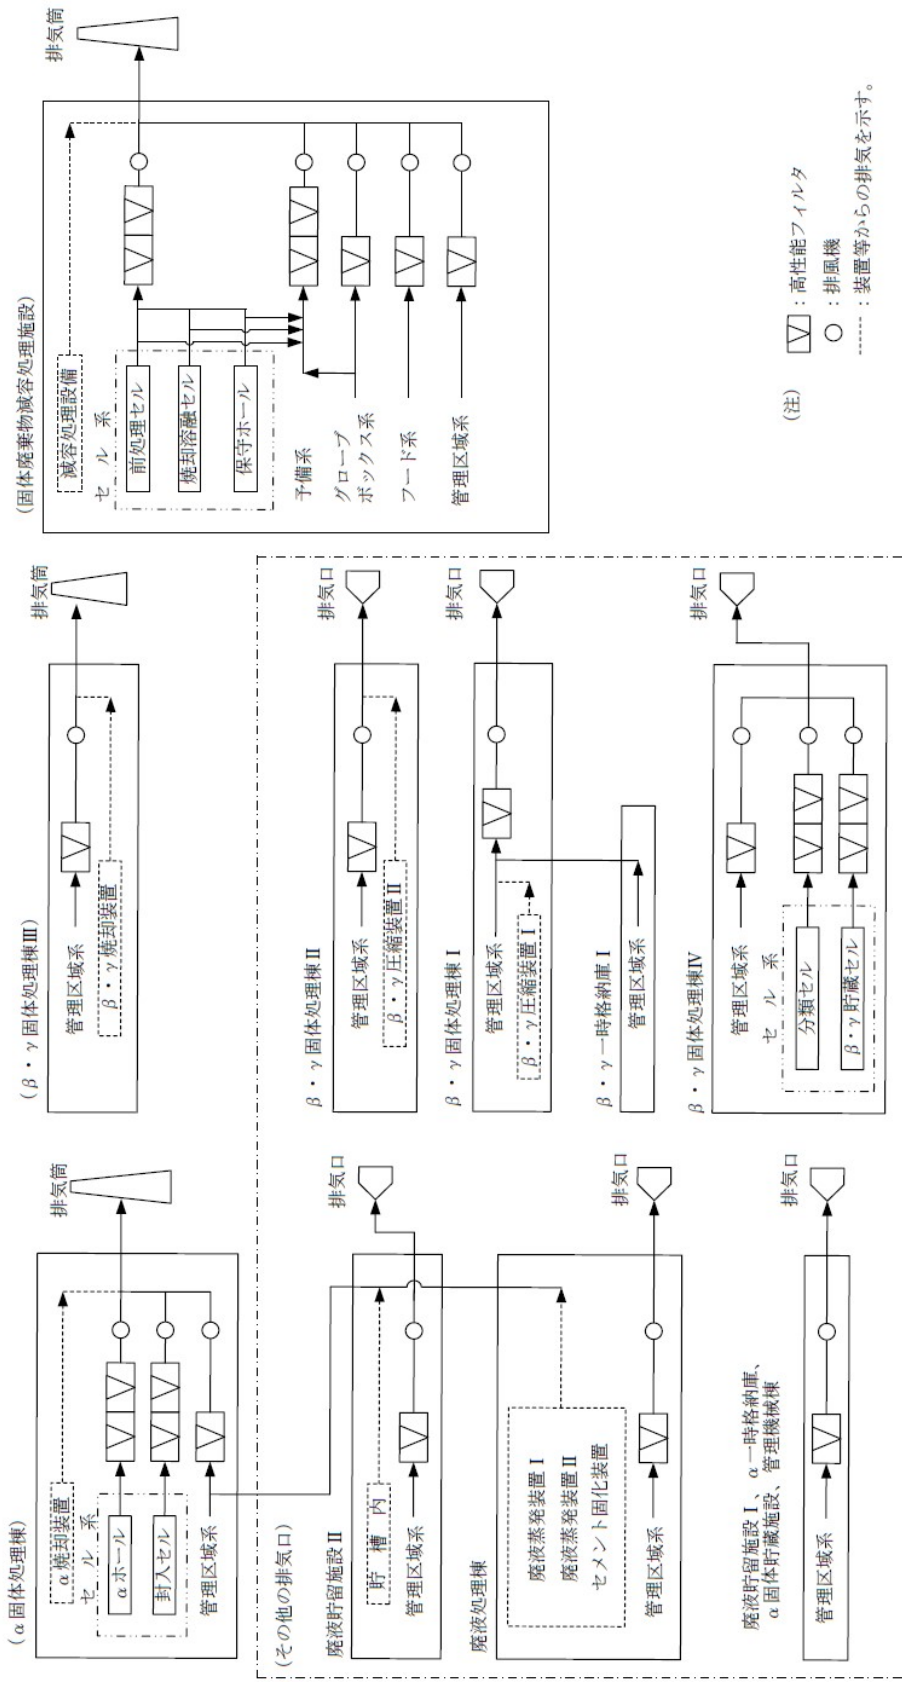 (α固体処理棟)
排気筒
α焼却装置
セル系
αホール
封入セル
管理区域系
(β・γ固体処理棟Ⅲ)
排気筒
管理区域系
β・γ焼却装置
(固体廃棄物減容処理施設)
排気筒
減容処理設備
セル系
前処理セル
焼却溶融セル
保守ホール
予備系
グローブ
ボックス系
フード系
管理区域系
(その他の排気口)
廃液貯留施設Ⅱ
排気口
貯槽内
管理区域系
廃液処理棟
排気口
廃液蒸発装置Ⅰ
廃液蒸発装置Ⅱ
セメント固化装置
管理区域系
廃液貯留施設Ⅰ、α一時格納庫、
α固体貯蔵施設、管理機械棟
排気口
管理区域系
β・γ固体処理棟Ⅱ
排気口
管理区域系
β・γ圧縮装置Ⅱ
β・γ固体処理棟Ⅰ
排気口
管理区域系
β・γ圧縮装置Ⅰ
β・γ一時格納庫Ⅰ
管理区域系
β・γ固体処理棟Ⅳ
排気口
管理区域系
セル系
分類セル
β・γ貯蔵セル
(注)
:高性能フィルタ
:排風機
:装置等からの排気を示す。